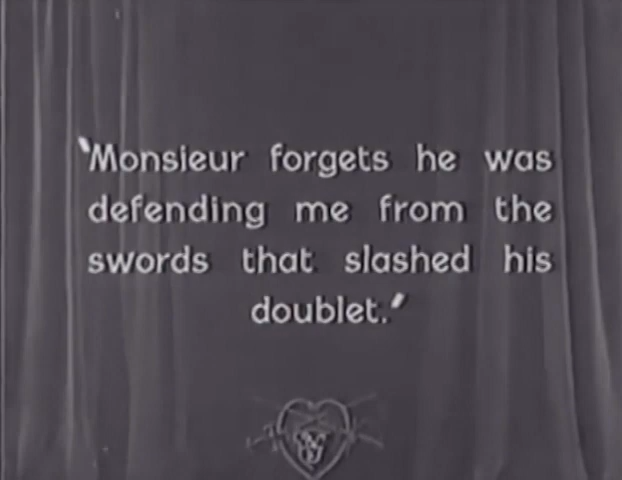 'Monsieur forgets he was
defending me from the
swords that slashed his
doublet.'